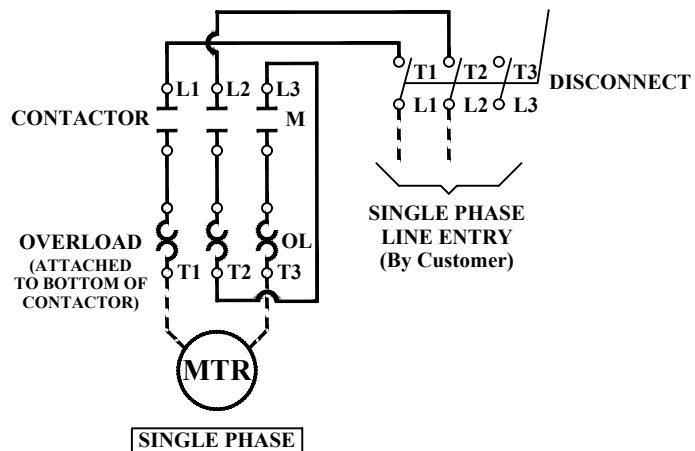 T1 T2 T3
DISCONNECT
L1 L2 L3
L1 L2 L3
CONTACTOR
M
SINGLE PHASE
LINE ENTRY
(By Customer)
OVERLOAD
(ATTACHED
TO BOTTOM OF
CONTACTOR)
OL
T1 T2 T3
MTR
SINGLE PHASE